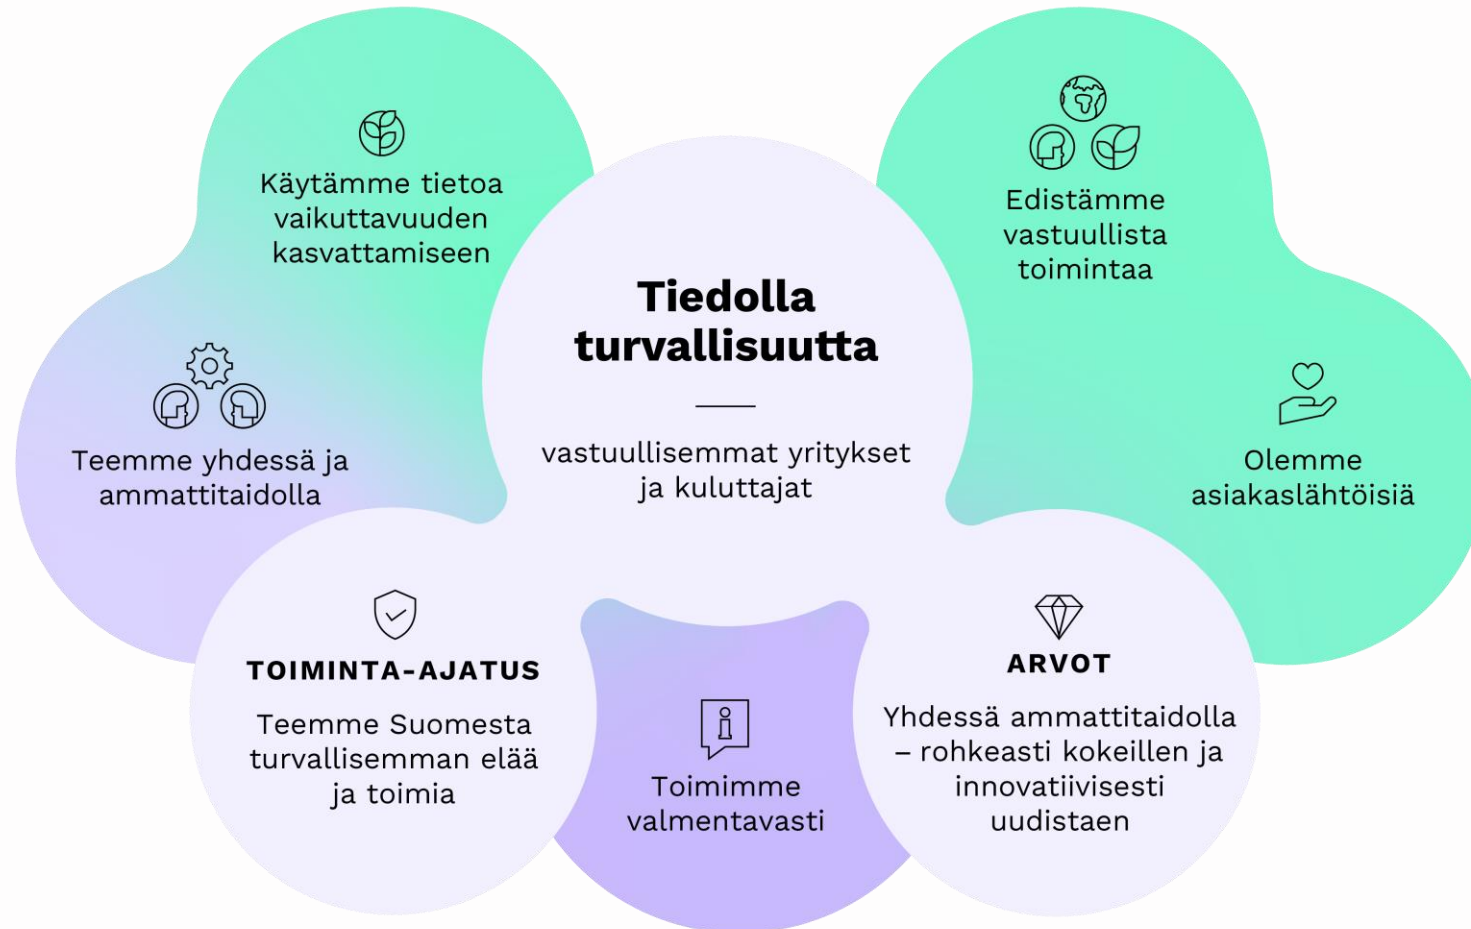 Käytämme tietoa
vaikuttavuuden
kasvattamiseen
Edistämme
vastuullista
toimintaa
Tiedolla
turvallisuutta
vastuullisemmat yritykset
ja kuluttajat
Teemme yhdessä ja
ammattitaidolla
Olemme
asiakaslähtöisiä
TOIMINTA-AJATUS
Teemme Suomesta
turvallisemman elää
ja toimia
Toimimme
valmentavasti
ARVOT
Yhdessä ammattitaidolla
– rohkeasti kokeillen ja
innovatiivisesti
uudistaen